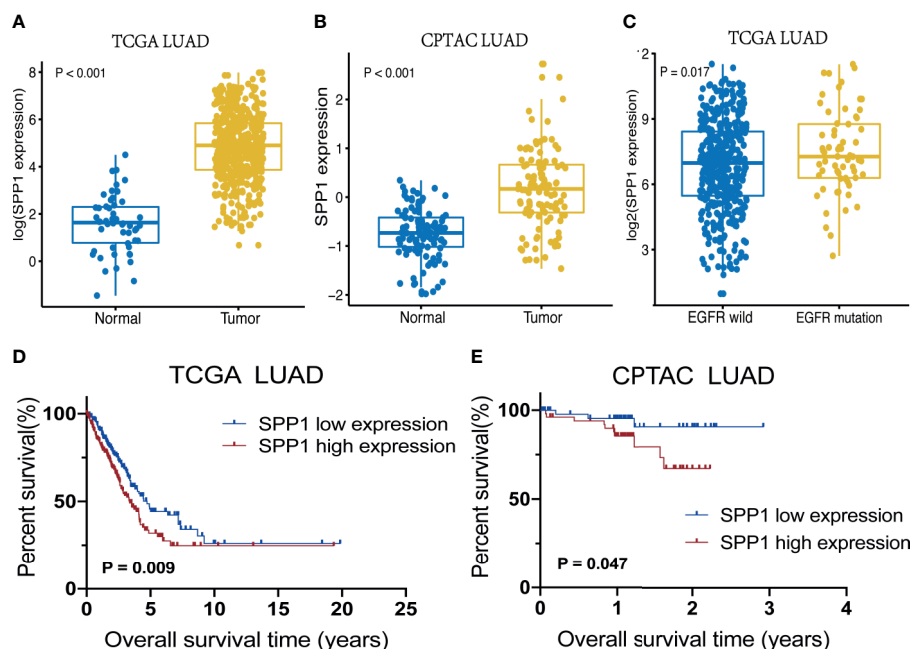 A
TCGA LUAD
P < 0.001
log(SPP1 expression)
8
6
4
2
0
Normal
Tumor
B
CPTAC LUAD
P < 0.001
SPP1 expression
2
1
0
−1
−2
Normal
Tumor
C
TCGA LUAD
P = 0.017
log2(SPP1 expression)
2
9
6
3
EGFR wild
EGFR mutation
D
TCGA LUAD
SPP1 low expression
SPP1 high expression
Percent survival(%)
100
50
0
P = 0.009
0
5
10
15
20
25
Overall survival time (years)
E
CPTAC LUAD
Percent survival(%)
100
50
0
SPP1 low expression
SPP1 high expression
P = 0.047
0
1
2
3
4
Overall survival time (years)